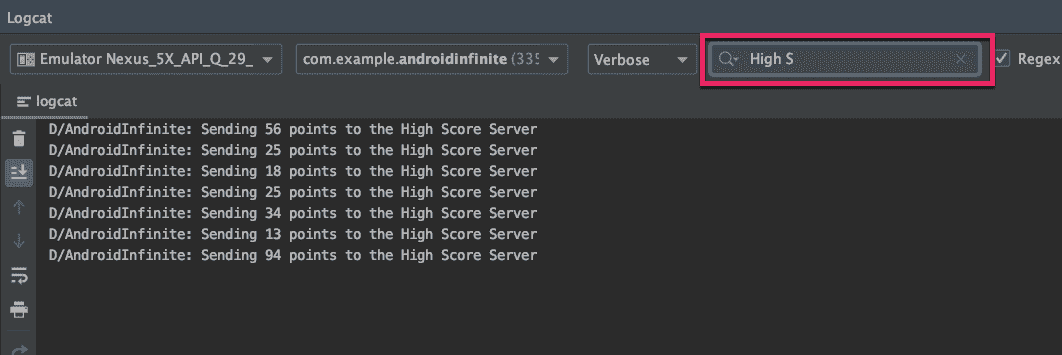 Logcat
Emulator Nexus_5X_API_Q_29_ com.example.androidinfinite (335 Verbose High S Regex
logcat
D/AndroidInfinite: Sending 56 points to the High Score Server
D/AndroidInfinite: Sending 25 points to the High Score Server
D/AndroidInfinite: Sending 18 points to the High Score Server
D/AndroidInfinite: Sending 25 points to the High Score Server
D/AndroidInfinite: Sending 34 points to the High Score Server
D/AndroidInfinite: Sending 13 points to the High Score Server
D/AndroidInfinite: Sending 94 points to the High Score Server